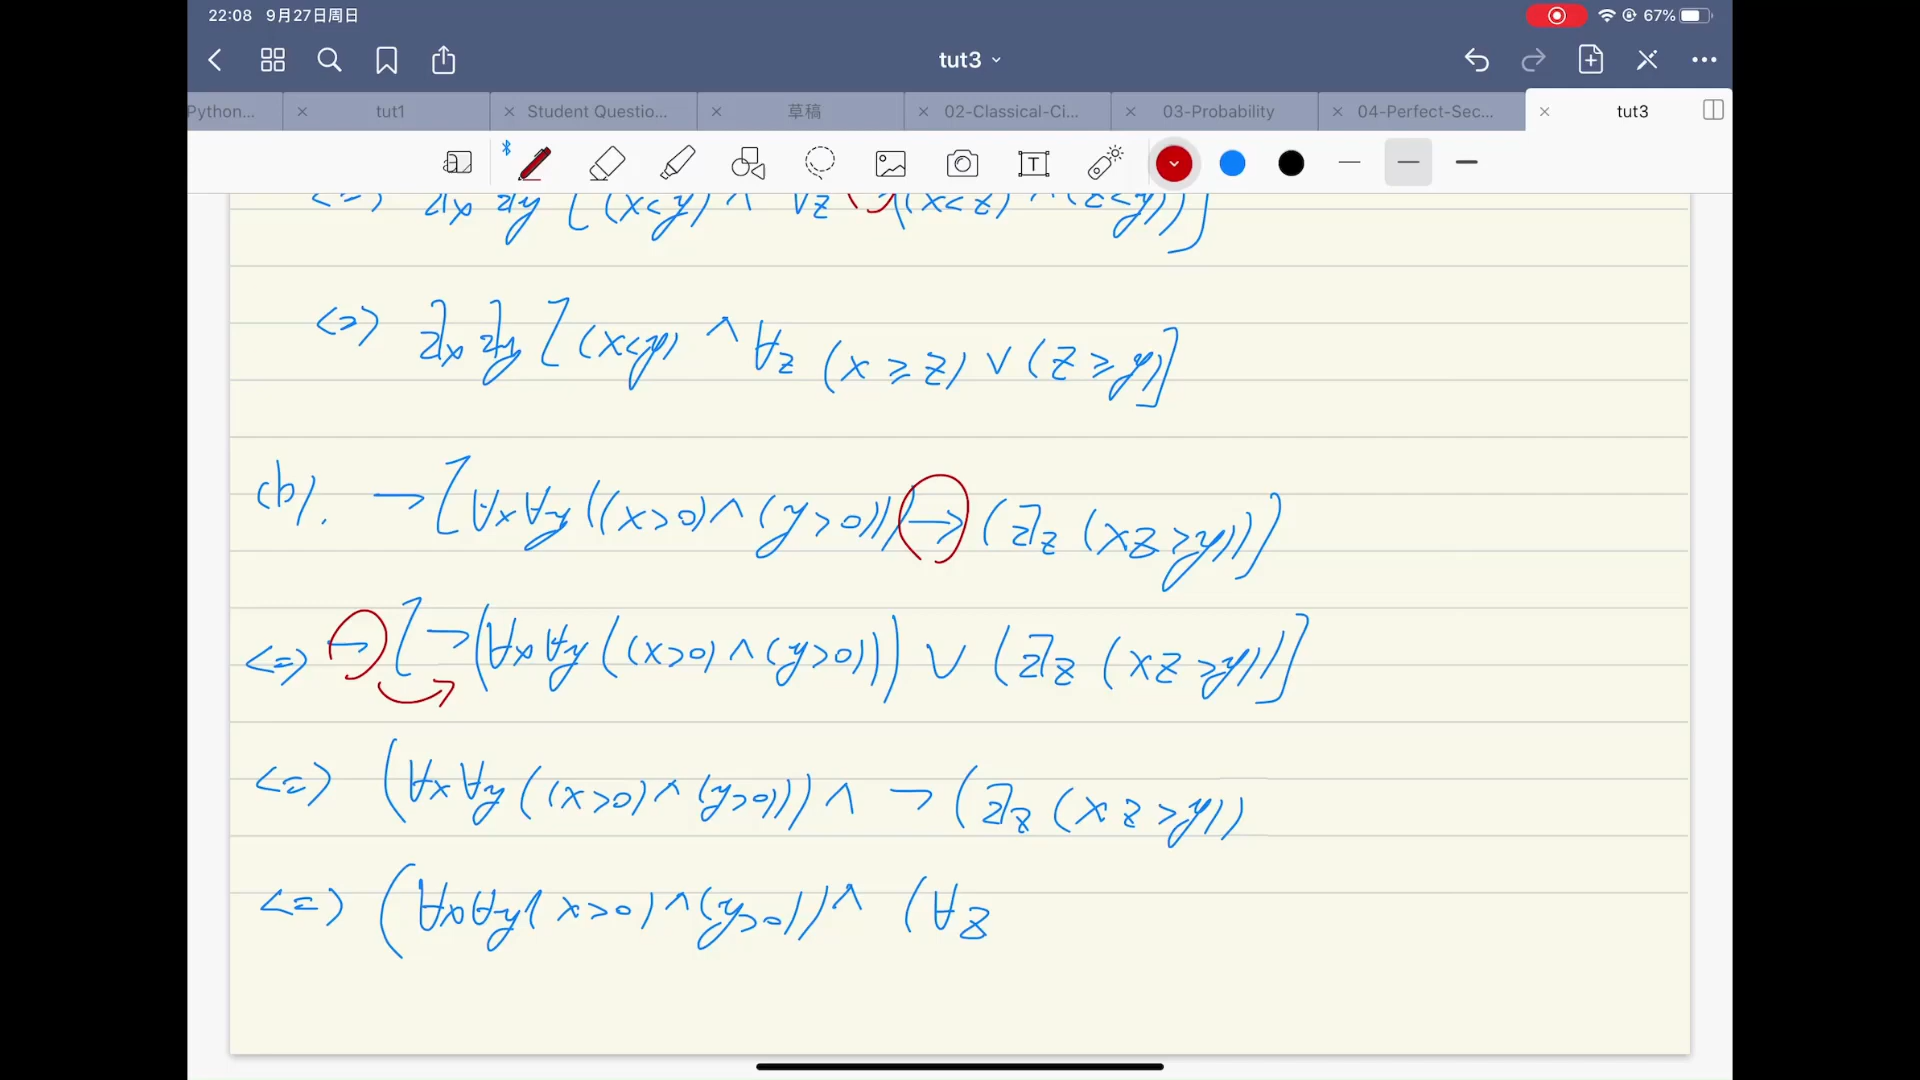 22:08 9月27日周日
67%
tut3
Python...
tut1
Student Questio...
草稿
02-Classical-Ci...
03-Probability
04-Perfect-Sec...
tut3
<=> ∃x ∃y [(x<y) ∧ ∀z ¬((x<z) ∧ (z<y))]
<=> ∃x ∃y [(x<y) ∧ ∀z (x ≥ z) ∨ (z ≥ y)]
(b). ¬[∀x∀y((x>0)∧(y>0)) → (∃z (xz>y))]
<=> ¬[¬(∀x∀y((x>0)∧(y>0))) ∨ (∃z (xz>y))]
<=> (∀x∀y((x>0)∧(y>0))) ∧ ¬(∃z (xz>y))
<=> (∀x∀y(x>0)∧(y>0)) ∧ (∀z